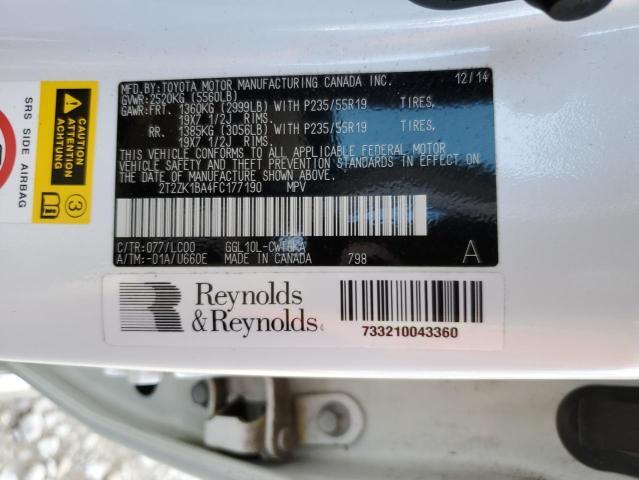 MFD.BY: TOYOTA MOTOR MANUFACTURING CANADA INC. 12/14
GVWR: 2520KG (5560LB)
GAWR:FRT. 1360KG (2999LB) WITH P235/55R19 TIRES,
19X7 1/2J RIMS.
RR. 1385KG (3056LB) WITH P235/55R19 TIRES,
19X7 1/2J RIMS.
THIS VEHICLE CONFORMS TO ALL APPLICABLE FEDERAL MOTOR
VEHICLE SAFETY AND THEFT PREVENTION STANDARDS IN EFFECT ON
THE DATE OF MANUFACTURE SHOWN ABOVE.
2T2ZK1BA4FC177190 MPV
C/TR: 077/LC00 GGL10L-CWTGKA A
A/TM:-01A/U660E MADE IN CANADA 798
CAUTION
ATTENTION
ACHTUNG
SRS SIDE AIRBAG
Reynolds
&Reynolds
733210043360